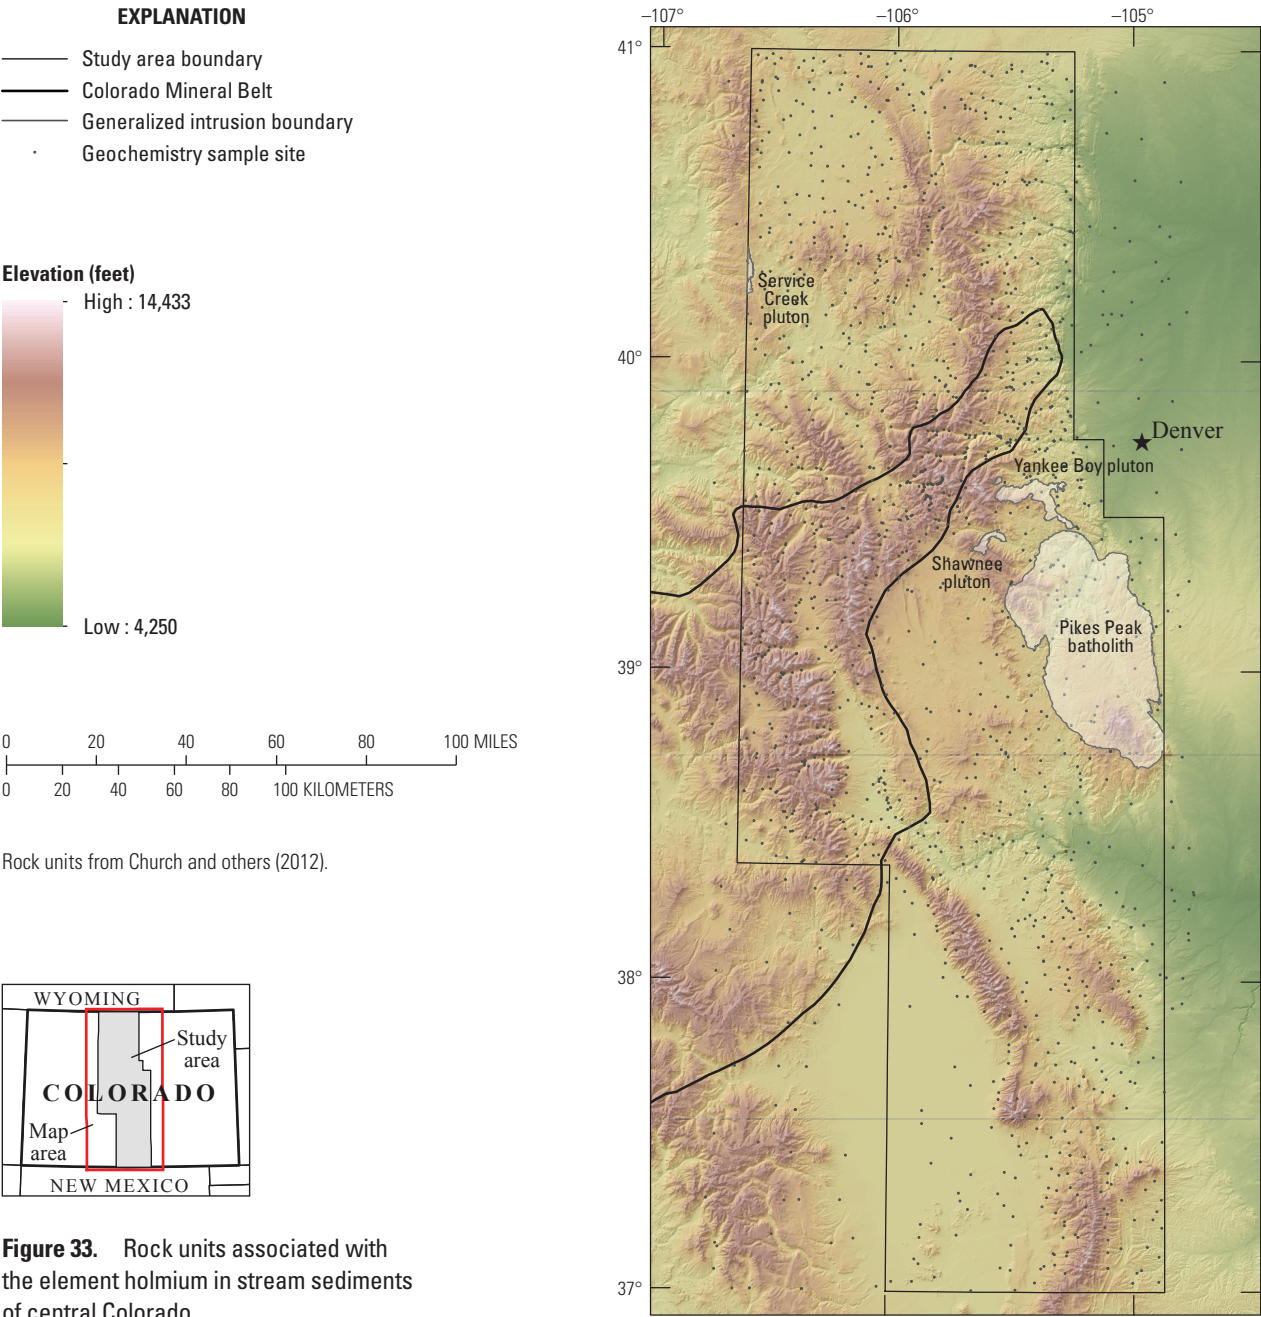 EXPLANATION
Study area boundary
Colorado Mineral Belt
Generalized intrusion boundary
Geochemistry sample site
Elevation (feet)
High : 14,433
Low : 4,250
0 20 40 60 80 100 MILES
0 20 40 60 80 100 KILOMETERS
Rock units from Church and others (2012).
WYOMING
Study
area
COLORADO
Map
area
NEW MEXICO
Figure 33. Rock units associated with
the element holmium in stream sediments
of central Colorado
–107° –106° –105°
41°
Service
Creek
pluton
40°
Denver
Yankee Boy pluton
Shawnee
pluton
Pikes Peak
batholith
39°
38°
37°